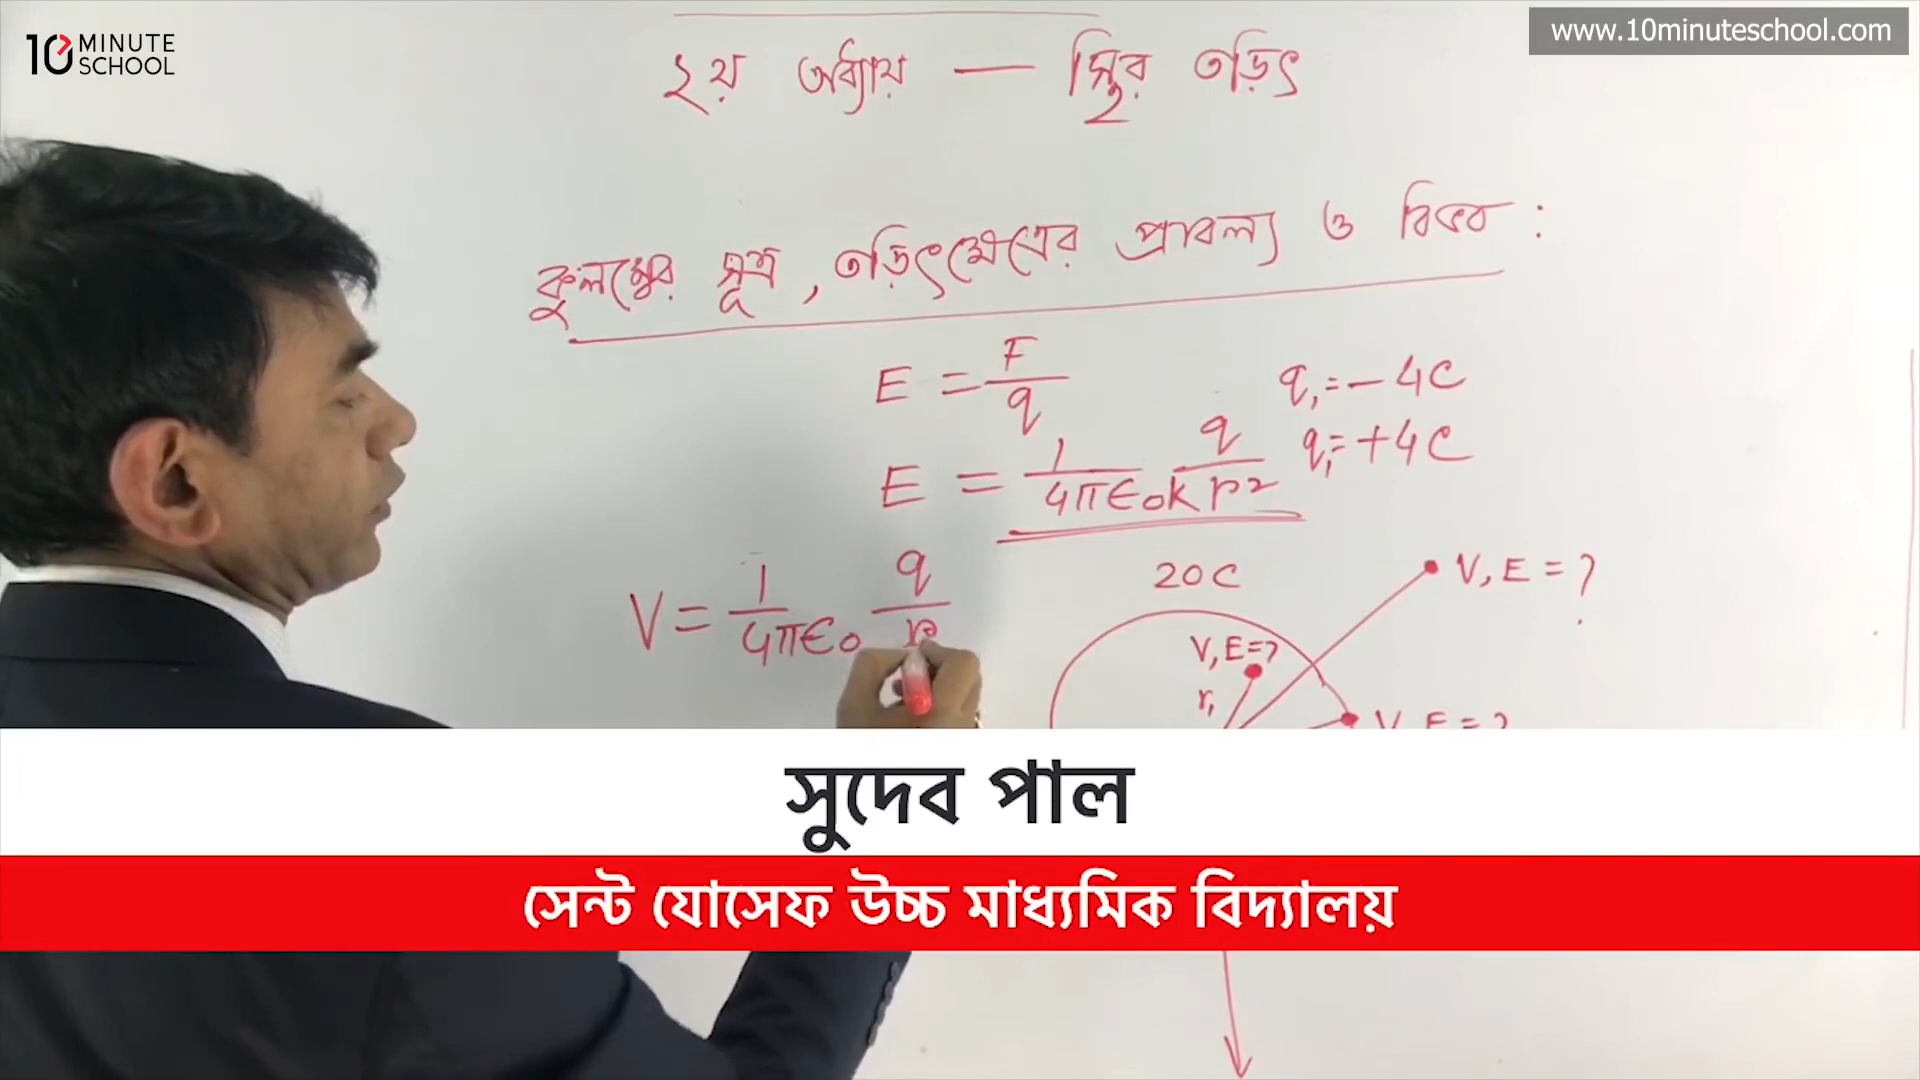 10 MINUTE SCHOOL
www.10minuteschool.com
২য় অধ্যায় — স্থির তড়িৎ
কুলম্বের সূত্র, তড়িৎক্ষেত্রের প্রাবল্য ও বিভব :
E = F/q
q₁ = -4C
E = 1/4πϵ₀k q/r²
q₁ = +4C
V = 1/4πϵ₀ q/r
20C
V, E = ?
V, E = ?
r₁
V, E = ?
সুদেব পাল
সেন্ট যোসেফ উচ্চ মাধ্যমিক বিদ্যালয়